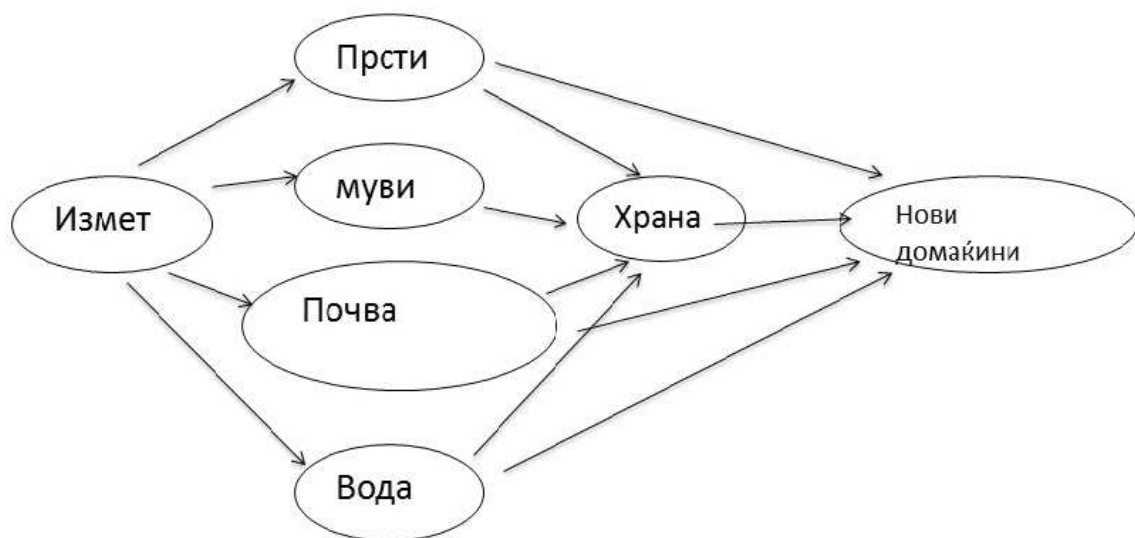 Прсти
муви
Измет
Храна
Нови
домаќини
Почва
Вода